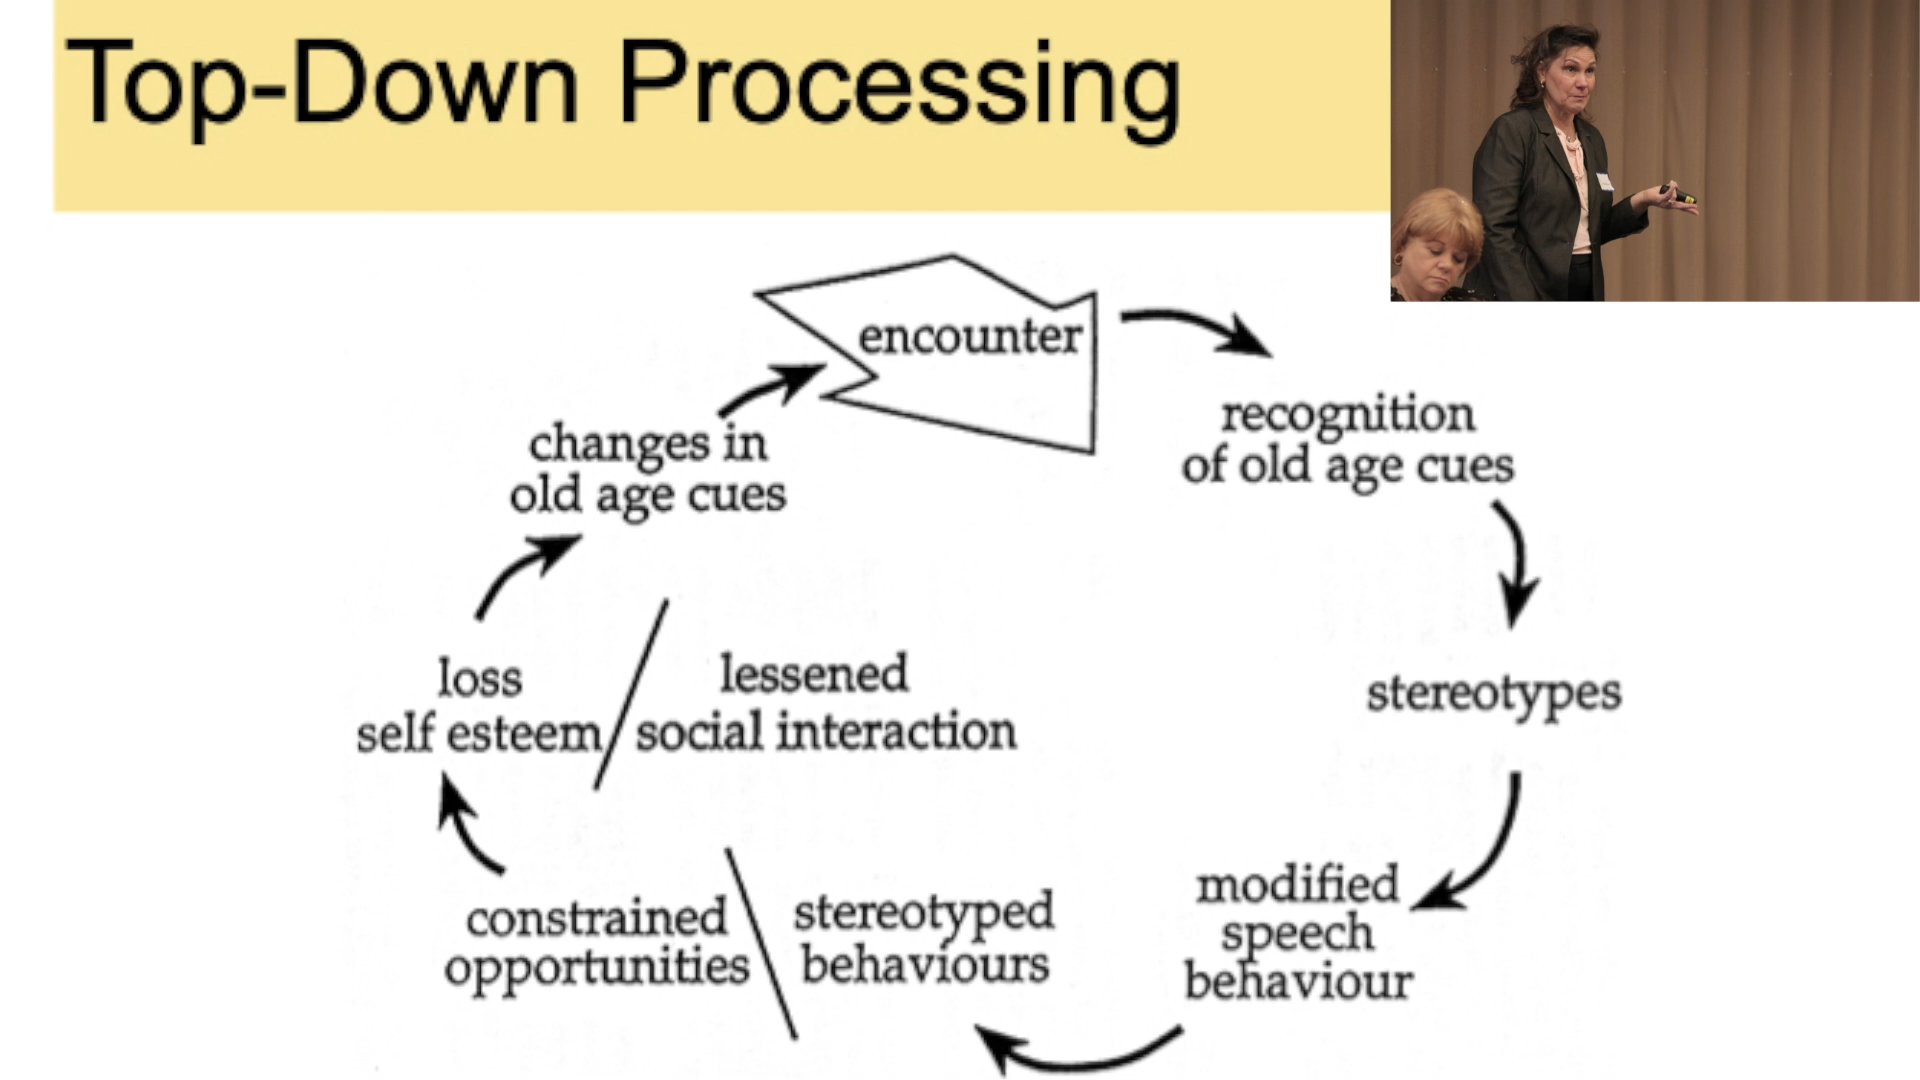 Top-Down Processing
encounter
recognition
of old age cues
stereotypes
modified
speech
behaviour
stereotyped
behaviours
constrained
opportunities
loss
self esteem
lessened
social interaction
changes in
old age cues